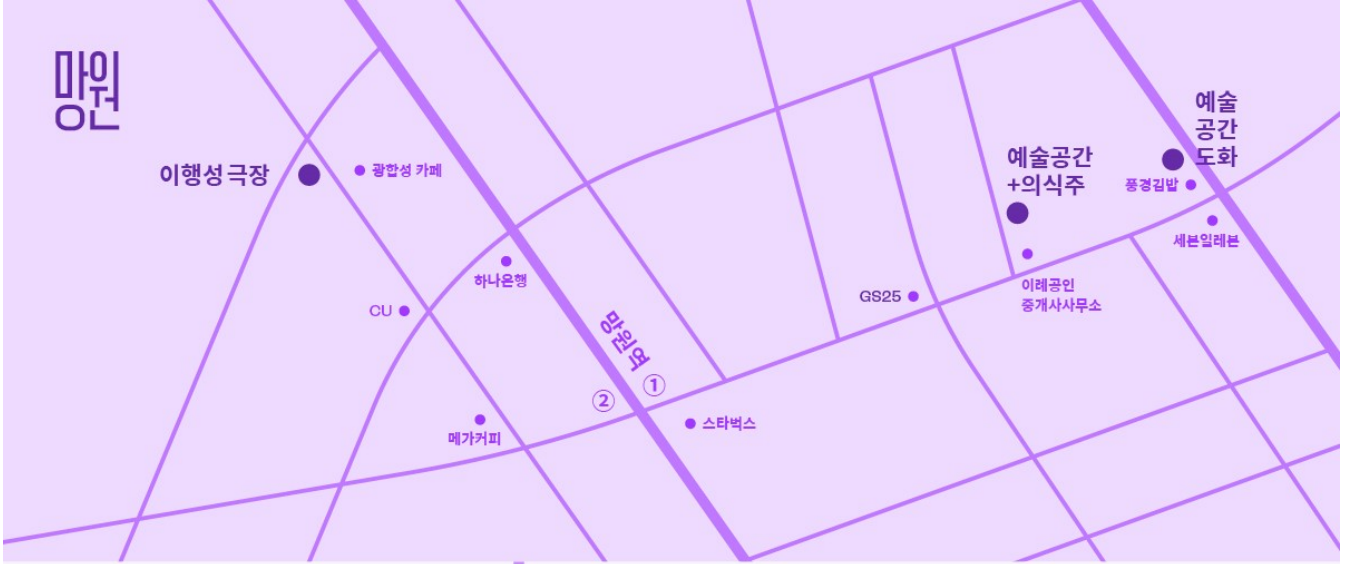 망원
이행성 극장
광합성 카페
하나은행
CU
메가커피
망원역
①
②
스타벅스
GS25
예술공간
+의식주
이레공인
중개사사무소
예술
공간
도화
풍경김밥
세븐일레븐